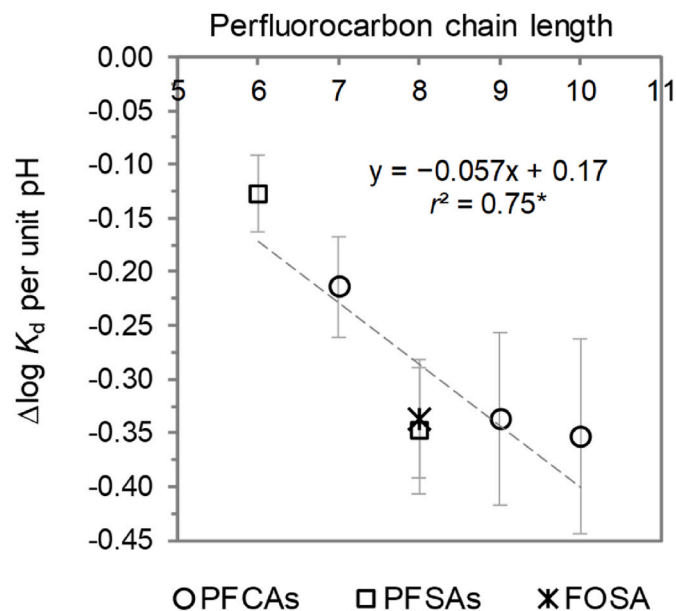 Perfluorocarbon chain length
0.00
5 6 7 8 9 10 11
-0.05
-0.10
y = −0.057x + 0.17
r² = 0.75*
-0.15
-0.20
-0.25
-0.30
-0.35
-0.40
-0.45
Δlog Kd per unit pH
PFCAs PFSAs FOSA